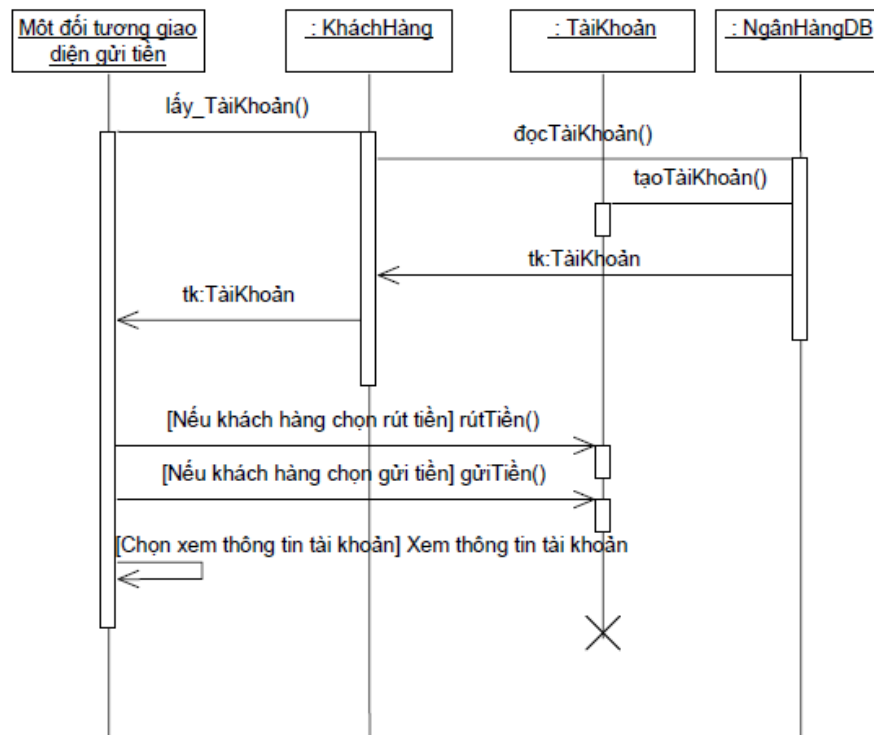 Một đối tương giao
diện gửi tiền
: KháchHàng
: TàiKhoản
: NgânHàngDB
lấy_TàiKhoản()
đọcTàiKhoản()
tạoTàiKhoản()
tk:TàiKhoản
tk:TàiKhoản
[Nếu khách hàng chọn rút tiền] rútTiền()
[Nếu khách hàng chọn gửi tiền] gửiTiền()
[Chọn xem thông tin tài khoản] Xem thông tin tài khoản